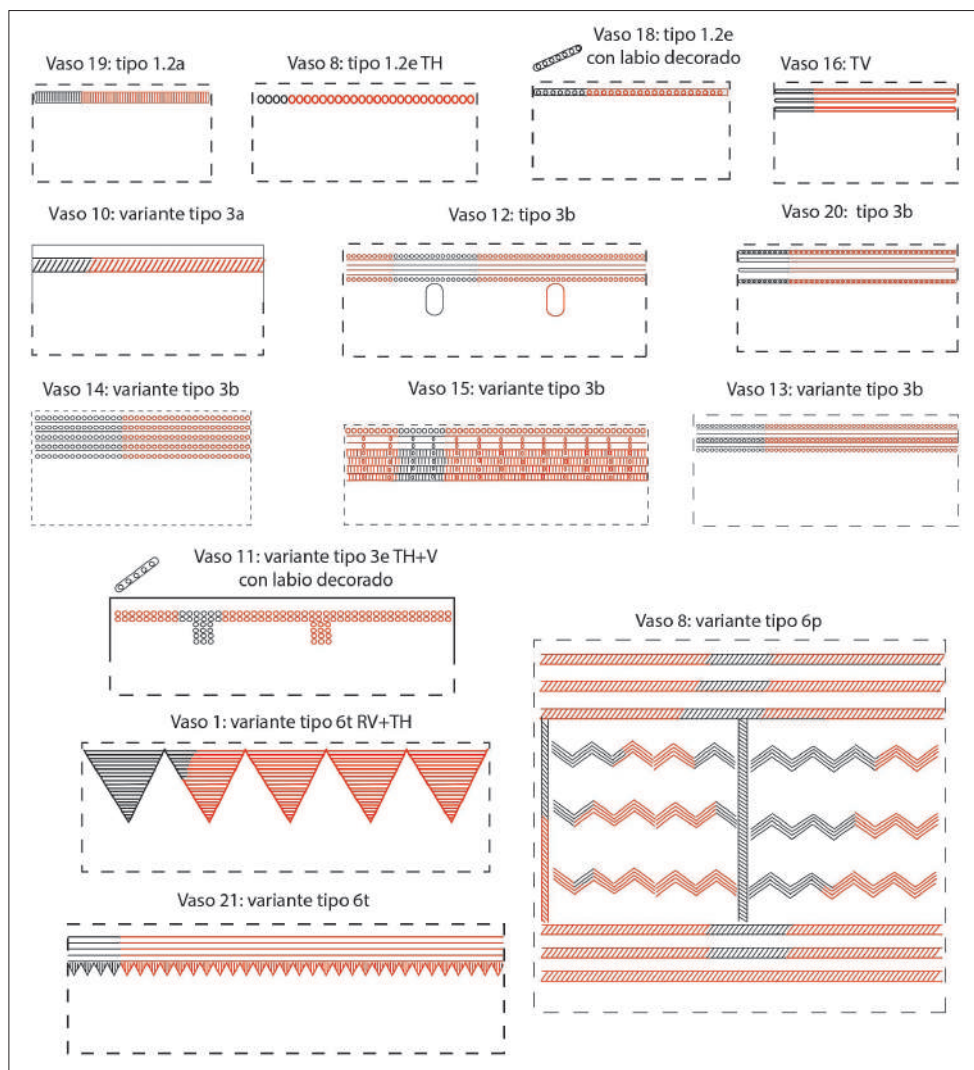 Vaso 19: tipo 1.2a
Vaso 8: tipo 1.2e TH
Vaso 18: tipo 1.2e
con labio decorado
Vaso 16: TV
Vaso 10: variante tipo 3a
Vaso 12: tipo 3b
Vaso 20: tipo 3b
Vaso 14: variante tipo 3b
Vaso 15: variante tipo 3b
Vaso 13: variante tipo 3b
Vaso 11: variante tipo 3e TH+V
con labio decorado
Vaso 8: variante tipo 6p
Vaso 1: variante tipo 6t RV+TH
Vaso 21: variante tipo 6t